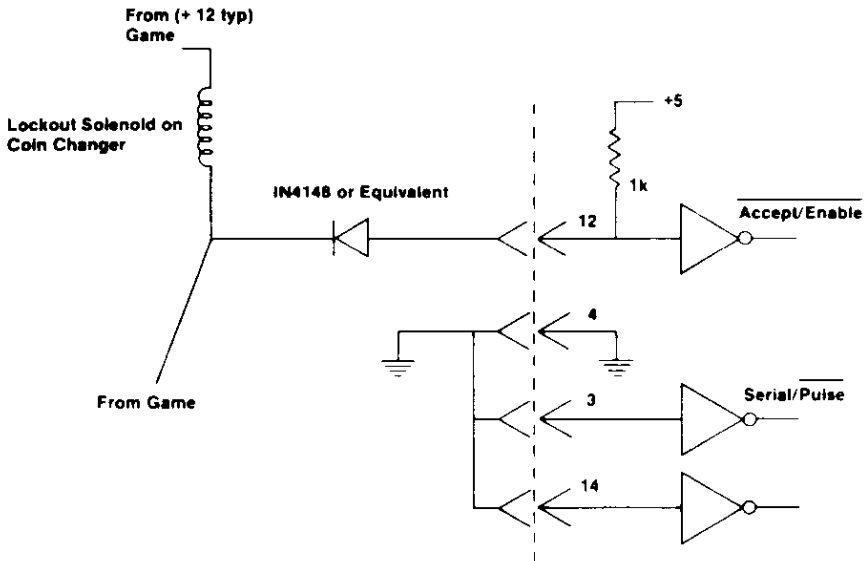 From (+ 12 typ)
Game
Lockout Solenoid on
Coin Changer
+5
1k
IN4148 or Equivalent
12
Accept/Enable
4
From Game
3
Serial/Pulse
14